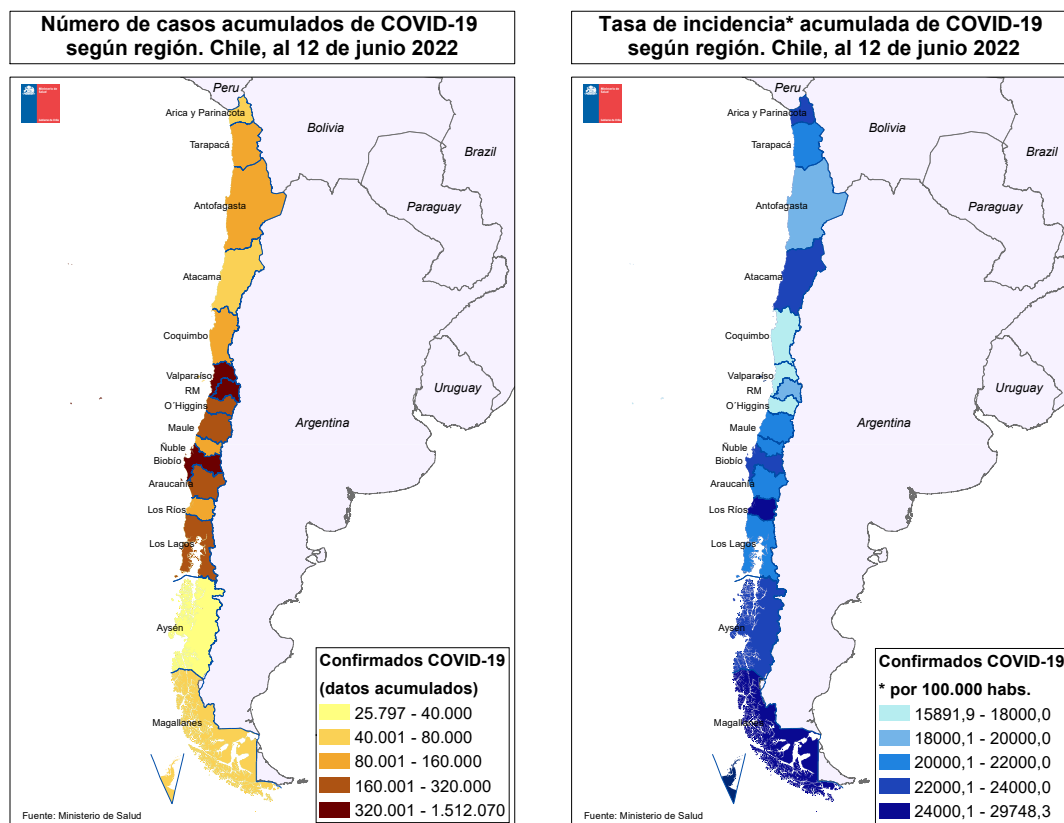 Número de casos acumulados de COVID-19
según región. Chile, al 12 de junio 2022
Peru
Arica y Parinacota
Bolivia
Tarapacá
Brazil
Antofagasta
Paraguay
Atacama
Coquimbo
Valparaíso
RM
Uruguay
O´Higgins
Argentina
Maule
Ñuble
Biobío
Araucanía
Los Ríos
Los Lagos
Aysén
Magallanes
Confirmados COVID-19
(datos acumulados)
25.797 - 40.000
40.001 - 80.000
80.001 - 160.000
160.001 - 320.000
320.001 - 1.512.070
Fuente: Ministerio de Salud
Tasa de incidencia* acumulada de COVID-19
según región. Chile, al 12 de junio 2022
Peru
Arica y Parinacota
Bolivia
Tarapacá
Brazil
Antofagasta
Paraguay
Atacama
Coquimbo
Valparaíso
RM
Uruguay
O´Higgins
Argentina
Maule
Ñuble
Biobío
Araucanía
Los Ríos
Los Lagos
Aysén
Magallanes
Confirmados COVID-19
* por 100.000 habs.
15891,9 - 18000,0
18000,1 - 20000,0
20000,1 - 22000,0
22000,1 - 24000,0
24000,1 - 29748,3
Fuente: Ministerio de Salud